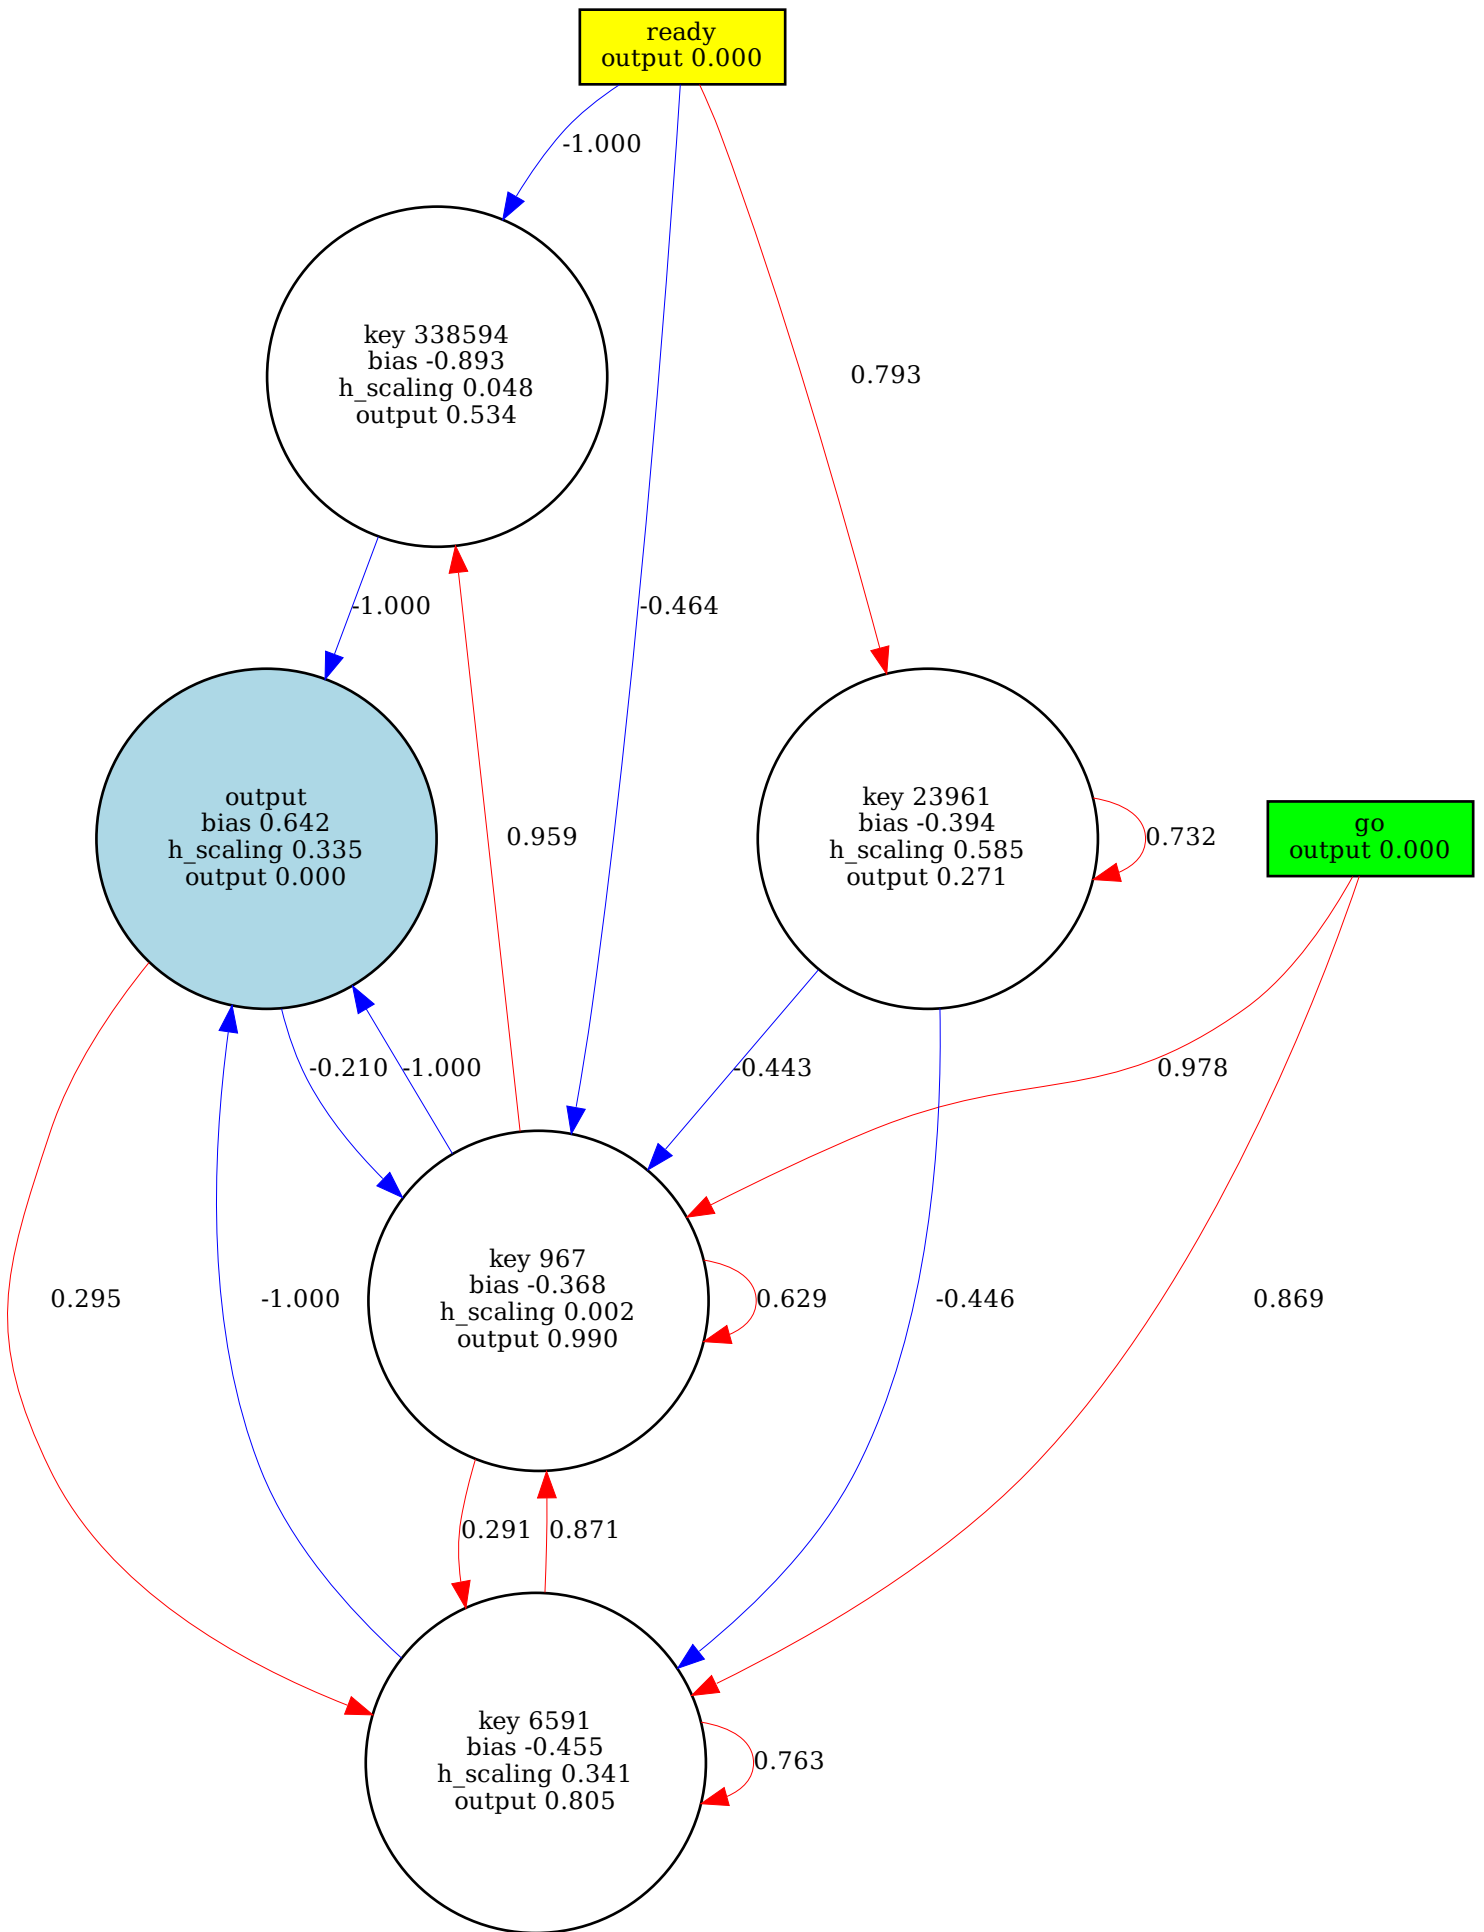 ready
output 0.000
-1.000
key 338594
bias -0.893
h_scaling 0.048
output 0.534
0.793
-1.000
-0.464
output
bias 0.642
h_scaling 0.335
output 0.000
0.959
key 23961
bias -0.394
h_scaling 0.585
output 0.271
0.732
go
output 0.000
-0.210
-1.000
-0.443
0.978
0.295
-1.000
key 967
bias -0.368
h_scaling 0.002
output 0.990
0.629
-0.446
0.869
0.291
0.871
key 6591
bias -0.455
h_scaling 0.341
output 0.805
0.763